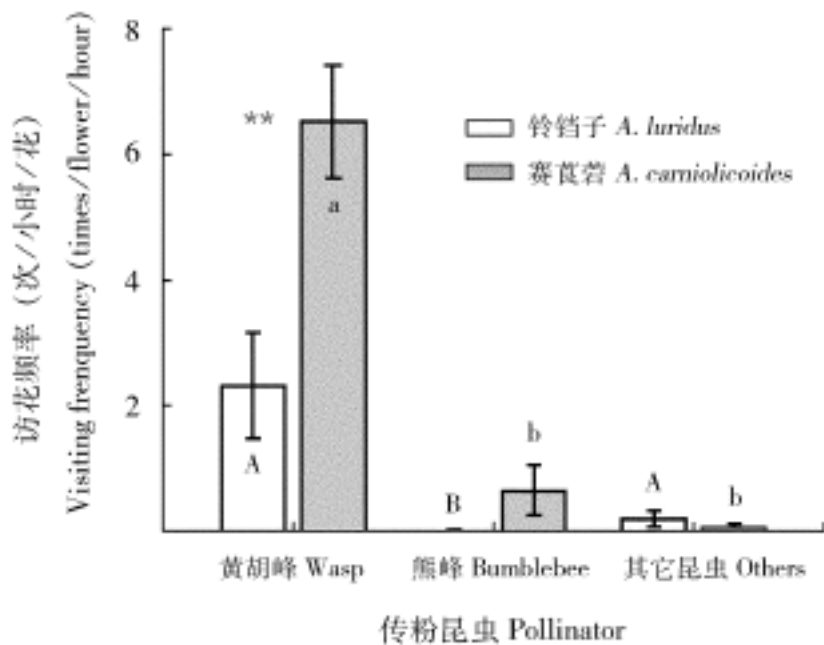 访花频率（次/小时/花）
Visiting frenquency (times/flower/hour)
8
6
4
2
**
a
A
B
b
A
b
铃铛子 A. luridus
赛莨菪 A. carniolicoides
黄胡峰 Wasp
熊峰 Bumblebee
其它昆虫 Others
传粉昆虫 Pollinator